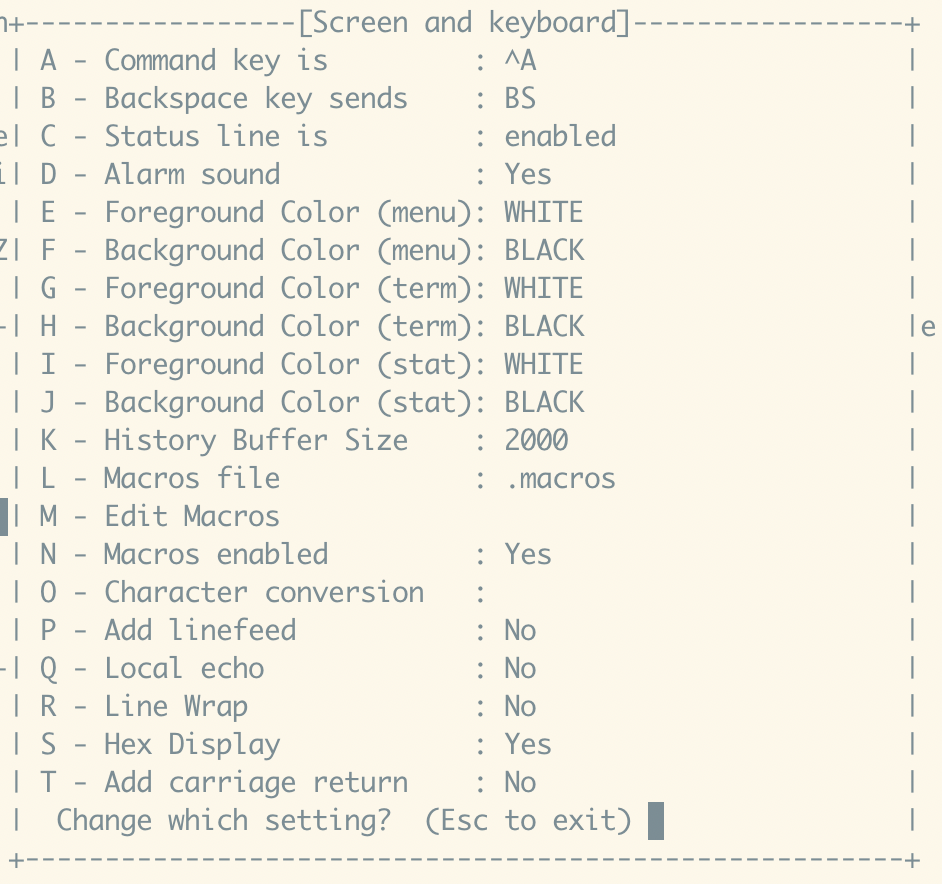 n+-----------------[Screen and keyboard]-----------------+
| A - Command key is         : ^A                       |
| B - Backspace key sends    : BS                       |
e| C - Status line is         : enabled                  |
i| D - Alarm sound            : Yes                      |
| E - Foreground Color (menu): WHITE                    |
Z| F - Background Color (menu): BLACK                    |
| G - Foreground Color (term): WHITE                    |
-| H - Background Color (term): BLACK                    |e
| I - Foreground Color (stat): WHITE                    |
| J - Background Color (stat): BLACK                    |
| K - History Buffer Size    : 2000                     |
| L - Macros file            : .macros                  |
| M - Edit Macros                                       |
| N - Macros enabled         : Yes                      |
| O - Character conversion   :                          |
| P - Add linefeed           : No                       |
-| Q - Local echo             : No                       |
| R - Line Wrap              : No                       |
| S - Hex Display            : Yes                      |
| T - Add carriage return    : No                       |
|  Change which setting?  (Esc to exit)                 |
+-------------------------------------------------------+